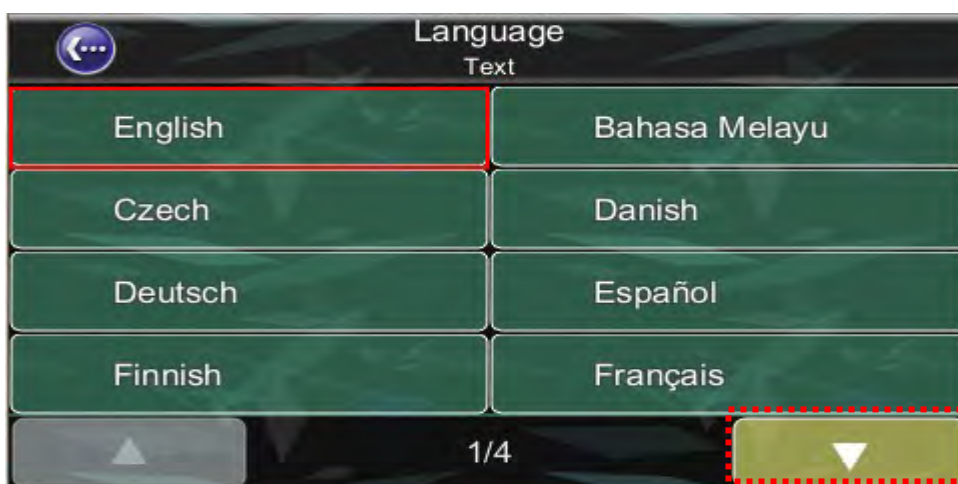 Language
Text
English
Bahasa Melayu
Czech
Danish
Deutsch
Español
Finnish
Français
1/4